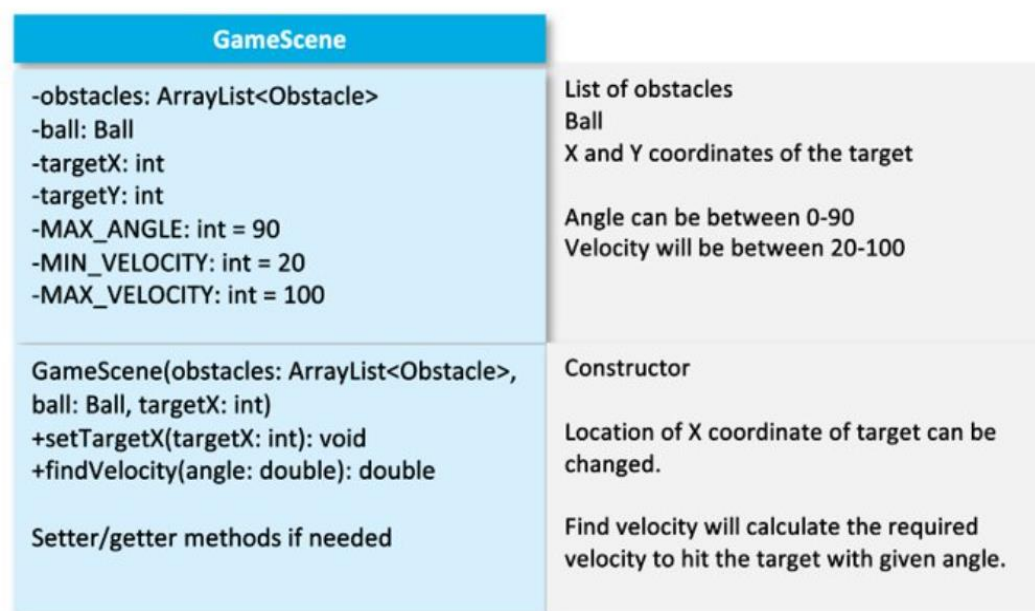 GameScene
-obstacles: ArrayList<Obstacle>
-ball: Ball
-targetX: int
-targetY: int
-MAX_ANGLE: int = 90
-MIN_VELOCITY: int = 20
-MAX_VELOCITY: int = 100
List of obstacles
Ball
X and Y coordinates of the target
Angle can be between 0-90
Velocity will be between 20-100
GameScene(obstacles: ArrayList<Obstacle>,
ball: Ball, targetX: int)
+setTargetX(targetX: int): void
+findVelocity(angle: double): double
Setter/getter methods if needed
Constructor
Location of X coordinate of target can be
changed.
Find velocity will calculate the required
velocity to hit the target with given angle.